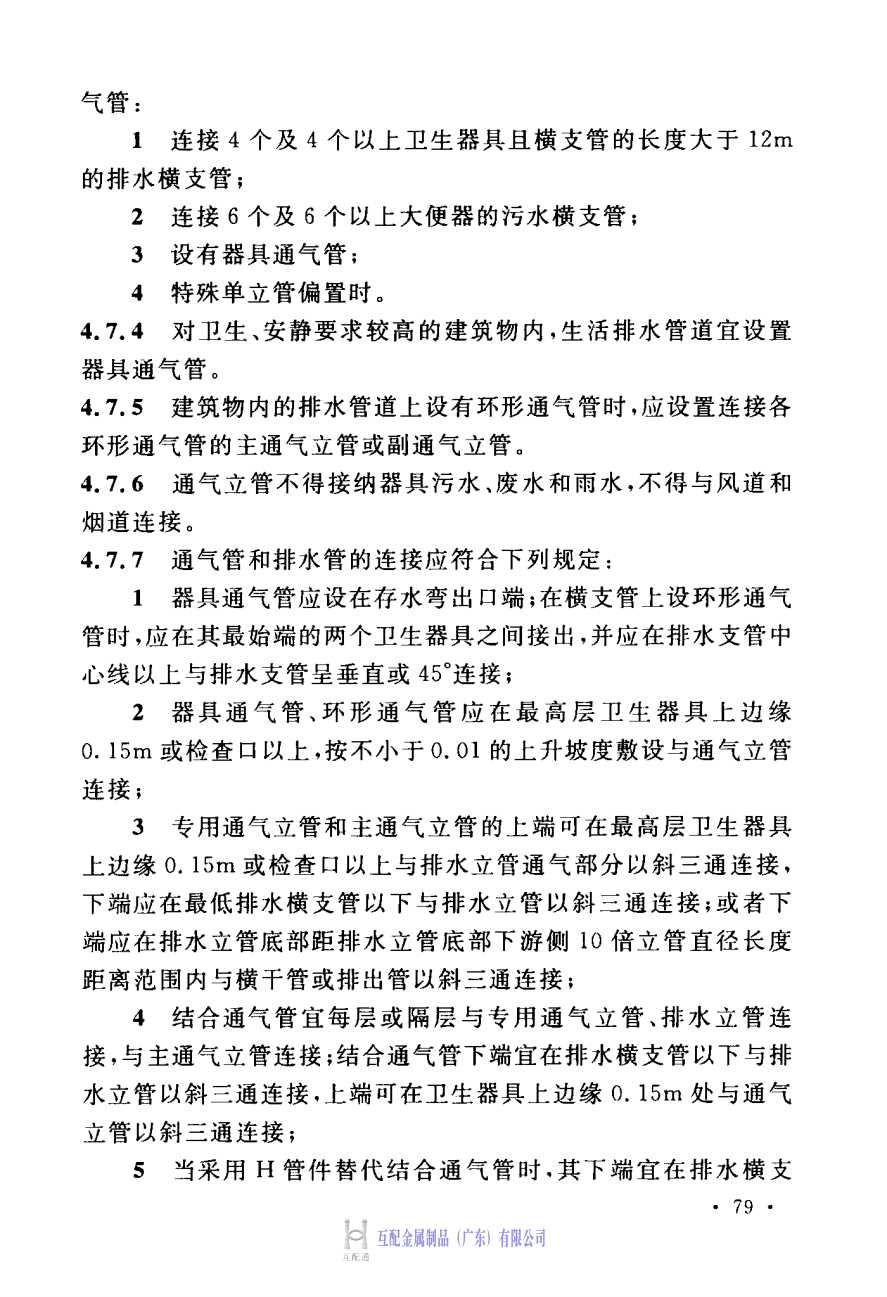 气管：
1 连接 4 个及 4 个以上卫生器具且横支管的长度大于 12m
的排水横支管；
2 连接 6 个及 6 个以上大便器的污水横支管；
3 设有器具通气管；
4 特殊单立管偏置时。
4.7.4 对卫生、安静要求较高的建筑物内，生活排水管道宜设置
器具通气管。
4.7.5 建筑物内的排水管道上设有环形通气管时，应设置连接各
环形通气管的主通气立管或副通气立管。
4.7.6 通气立管不得接纳器具污水、废水和雨水，不得与风道和
烟道连接。
4.7.7 通气管和排水管的连接应符合下列规定：
1 器具通气管应设在存水弯出口端；在横支管上设环形通气
管时，应在其最始端的两个卫生器具之间接出，并应在排水支管中
心线以上与排水支管呈垂直或 45°连接；
2 器具通气管、环形通气管应在最高层卫生器具上边缘
0.15m 或检查口以上，按不小于 0.01 的上升坡度敷设与通气立管
连接；
3 专用通气立管和主通气立管的上端可在最高层卫生器具
上边缘 0.15m 或检查口以上与排水立管通气部分以斜三通连接，
下端应在最低排水横支管以下与排水立管以斜三通连接；或者下
端应在排水立管底部距排水立管底部下游侧 10 倍立管直径长度
距离范围内与横干管或排出管以斜三通连接；
4 结合通气管宜每层或隔层与专用通气立管、排水立管连
接，与主通气立管连接；结合通气管下端宜在排水横支管以下与排
水立管以斜三通连接，上端可在卫生器具上边缘 0.15m 处与通气
立管以斜三通连接；
5 当采用 H 管件替代结合通气管时，其下端宜在排水横支
· 79 ·
互配金属制品（广东）有限公司
互配通